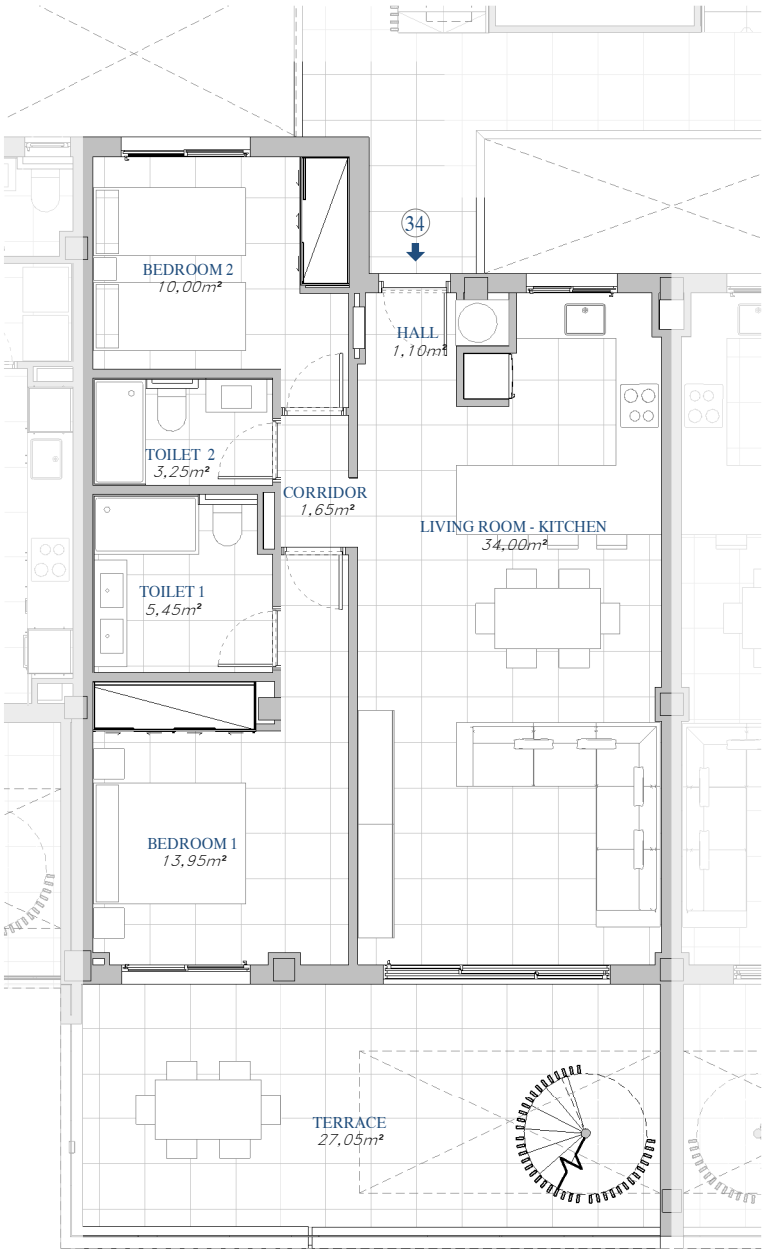 34
BEDROOM 2
10,00m²
HALL
1,10m²
TOILET 2
3,25m²
CORRIDOR
1,65m²
LIVING ROOM - KITCHEN
34,00m²
TOILET 1
5,45m²
BEDROOM 1
13,95m²
TERRACE
27,05m²